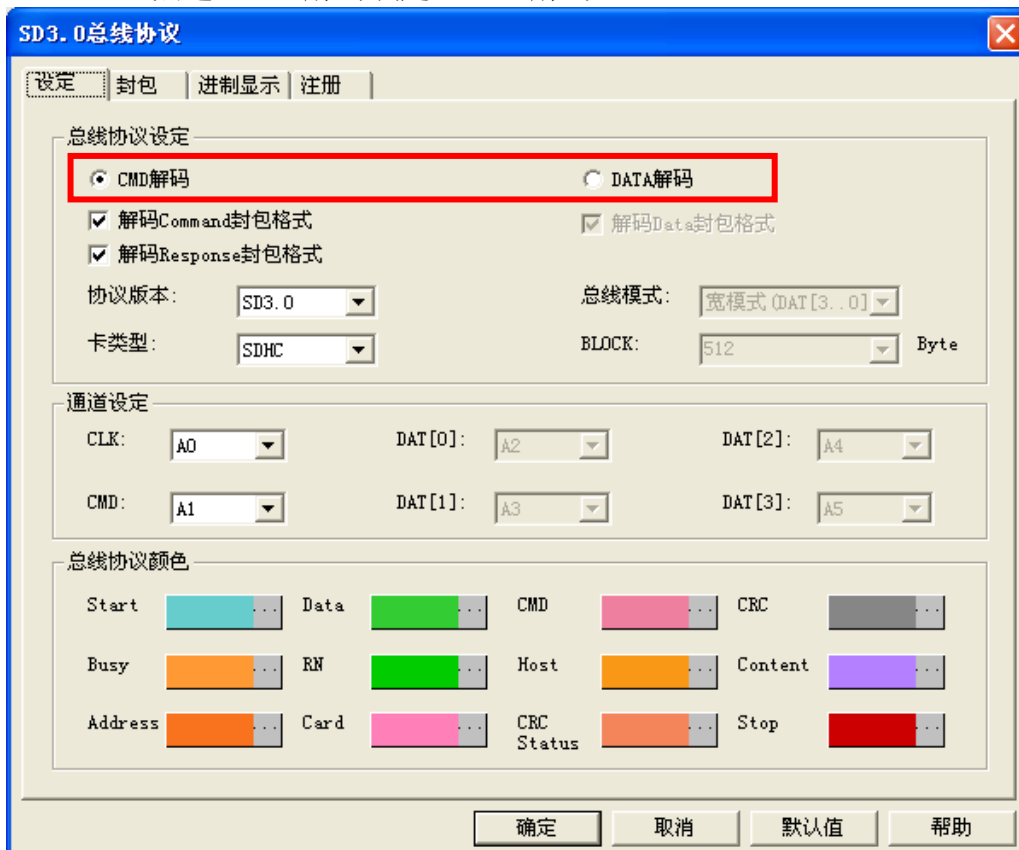 SD3.0总线协议
设定 封包 进制显示 注册
总线协议设定
CMD解码 DATA解码
解码Command封包格式 解码Data封包格式
解码Response封包格式
协议版本: SD3.0 总线模式: 宽模式(DAT[3..0]
卡类型: SDHC BLOCK: 512 Byte
通道设定
CLK: A0 DAT[0]: A2 DAT[2]: A4
CMD: A1 DAT[1]: A3 DAT[3]: A5
总线协议颜色
Start ... Data ... CMD ... CRC ...
Busy ... RN ... Host ... Content ...
Address ... Card ... CRC Status ... Stop ...
确定 取消 默认值 帮助